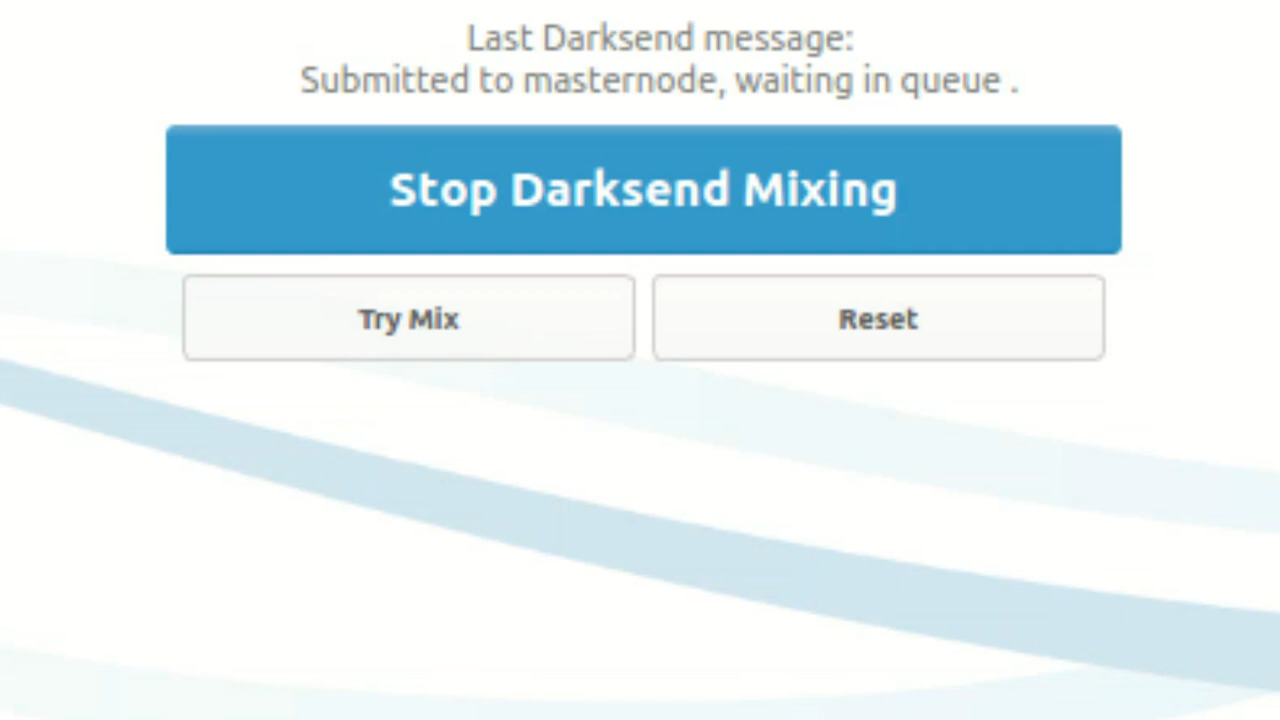 Last Darksend message:
Submitted to masternode, waiting in queue .
Stop Darksend Mixing
Try Mix
Reset